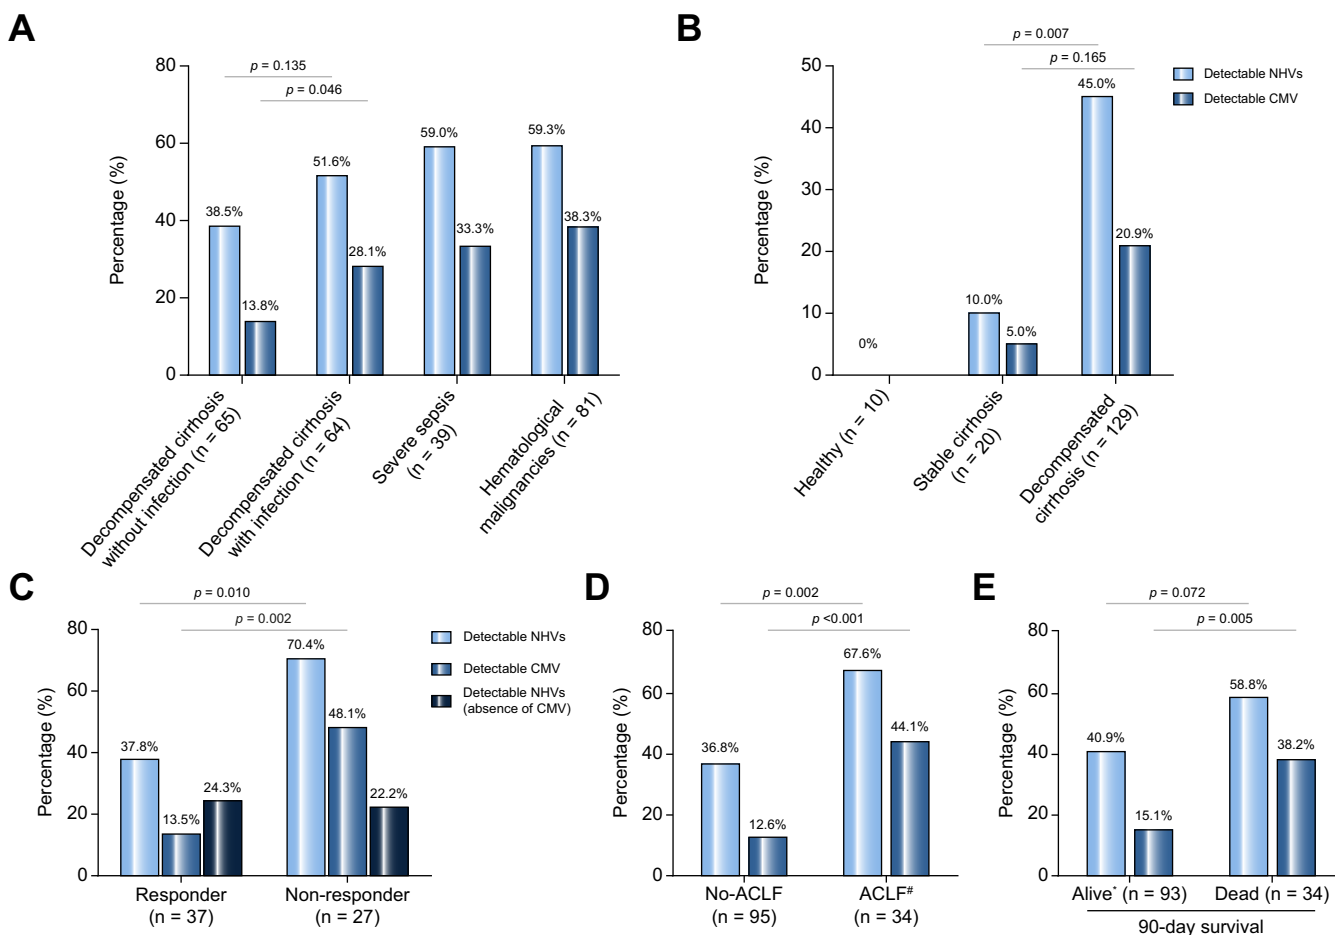 A
80
60
40
20
0
Percentage (%)
p = 0.135
p = 0.046
38.5%
13.8%
51.6%
28.1%
59.0%
33.3%
59.3%
38.3%
Decompensated cirrhosis
without infection (n = 65)
Decompensated cirrhosis
with infection (n = 64)
Severe sepsis
(n = 39)
Hematological
malignancies (n = 81)
B
50
40
30
20
10
0
Percentage (%)
p = 0.007
p = 0.165
0%
10.0%
5.0%
45.0%
20.9%
Healthy (n = 10)
Stable cirrhosis
(n = 20)
Decompensated
cirrhosis (n = 129)
Detectable NHVs
Detectable CMV
C
80
60
40
20
0
Percentage (%)
p = 0.010
p = 0.002
37.8%
13.5%
24.3%
70.4%
48.1%
22.2%
Responder
(n = 37)
Non-responder
(n = 27)
Detectable NHVs
Detectable CMV
Detectable NHVs
(absence of CMV)
D
80
60
40
20
0
Percentage (%)
p = 0.002
p <0.001
36.8%
12.6%
67.6%
44.1%
No-ACLF
(n = 95)
ACLF#
(n = 34)
E
80
60
40
20
0
Percentage (%)
p = 0.072
p = 0.005
40.9%
15.1%
58.8%
38.2%
Alive* (n = 93)
Dead (n = 34)
90-day survival